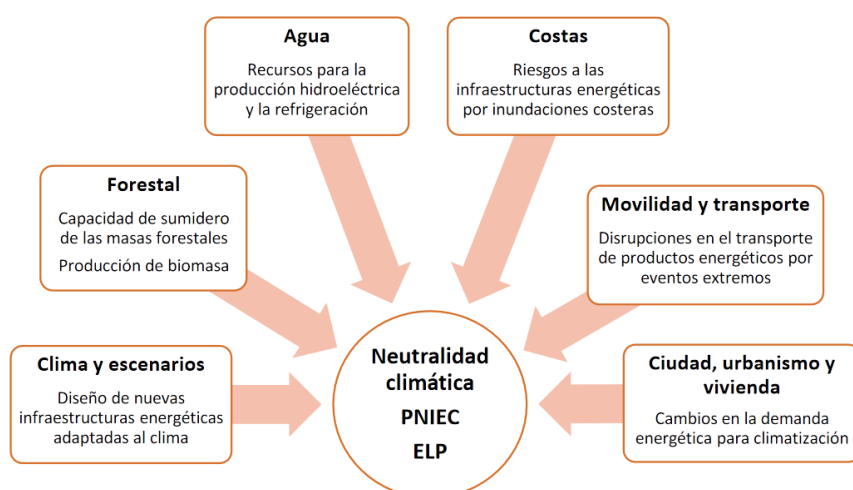 Agua
Recursos para la
producción hidroeléctrica
y la refrigeración
Costas
Riesgos a las
infraestructuras energéticas
por inundaciones costeras
Forestal
Capacidad de sumidero
de las masas forestales
Producción de biomasa
Movilidad y transporte
Disrupciones en el transporte
de productos energéticos por
eventos extremos
Clima y escenarios
Diseño de nuevas
infraestructuras energéticas
adaptadas al clima
Neutralidad
climática
PNIEC
ELP
Ciudad, urbanismo y
vivienda
Cambios en la demanda
energética para climatización